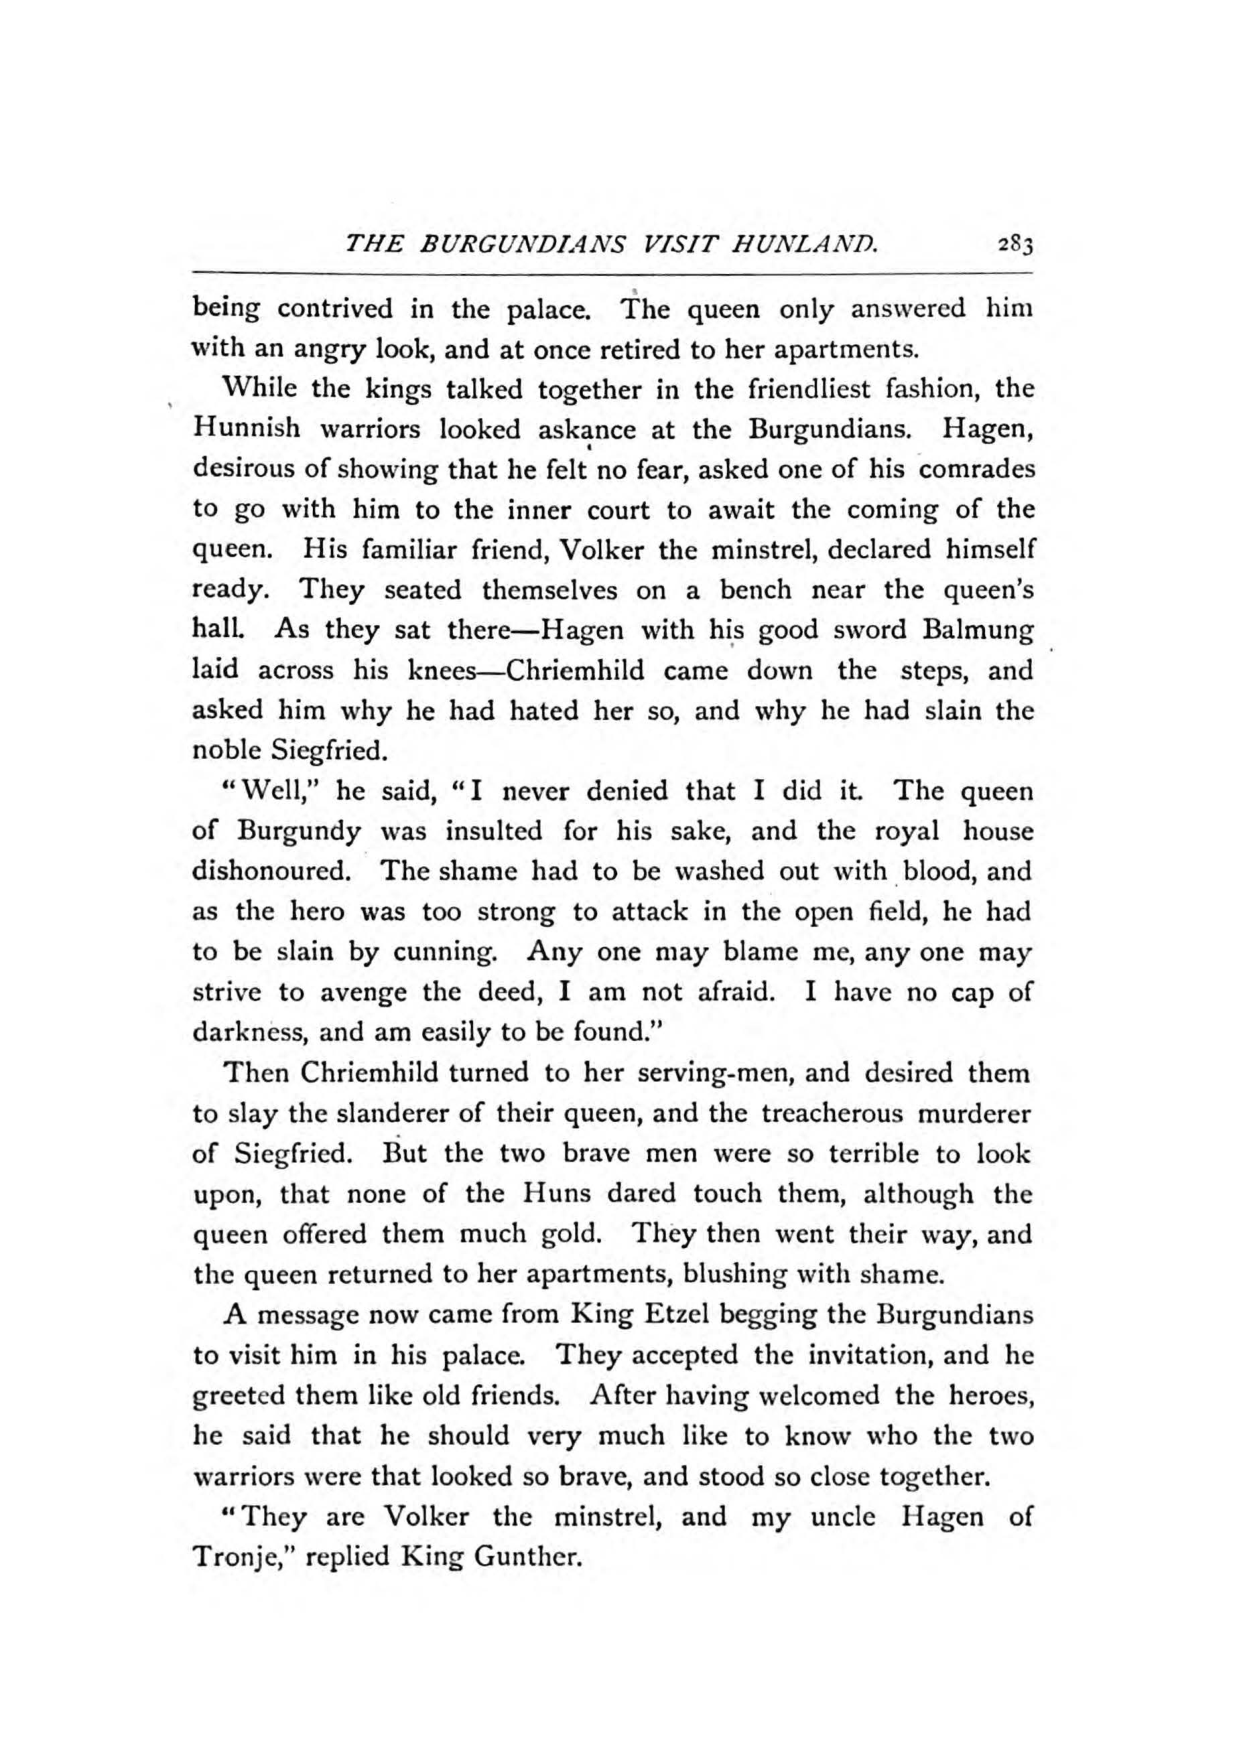 THE BURGUNDIANS VISIT HUNLAND. 283
being contrived in the palace. The queen only answered him
with an angry look, and at once retired to her apartments.
While the kings talked together in the friendliest fashion, the
Hunnish warriors looked askance at the Burgundians. Hagen,
desirous of showing that he felt no fear, asked one of his comrades
to go with him to the inner court to await the coming of the
queen. His familiar friend, Volker the minstrel, declared himself
ready. They seated themselves on a bench near the queen's
hall. As they sat there—Hagen with his good sword Balmung
laid across his knees—Chriemhild came down the steps, and
asked him why he had hated her so, and why he had slain the
noble Siegfried.
"Well," he said, "I never denied that I did it. The queen
of Burgundy was insulted for his sake, and the royal house
dishonoured. The shame had to be washed out with blood, and
as the hero was too strong to attack in the open field, he had
to be slain by cunning. Any one may blame me, any one may
strive to avenge the deed, I am not afraid. I have no cap of
darkness, and am easily to be found."
Then Chriemhild turned to her serving-men, and desired them
to slay the slanderer of their queen, and the treacherous murderer
of Siegfried. But the two brave men were so terrible to look
upon, that none of the Huns dared touch them, although the
queen offered them much gold. They then went their way, and
the queen returned to her apartments, blushing with shame.
A message now came from King Etzel begging the Burgundians
to visit him in his palace. They accepted the invitation, and he
greeted them like old friends. After having welcomed the heroes,
he said that he should very much like to know who the two
warriors were that looked so brave, and stood so close together.
"They are Volker the minstrel, and my uncle Hagen of
Tronje," replied King Gunther.